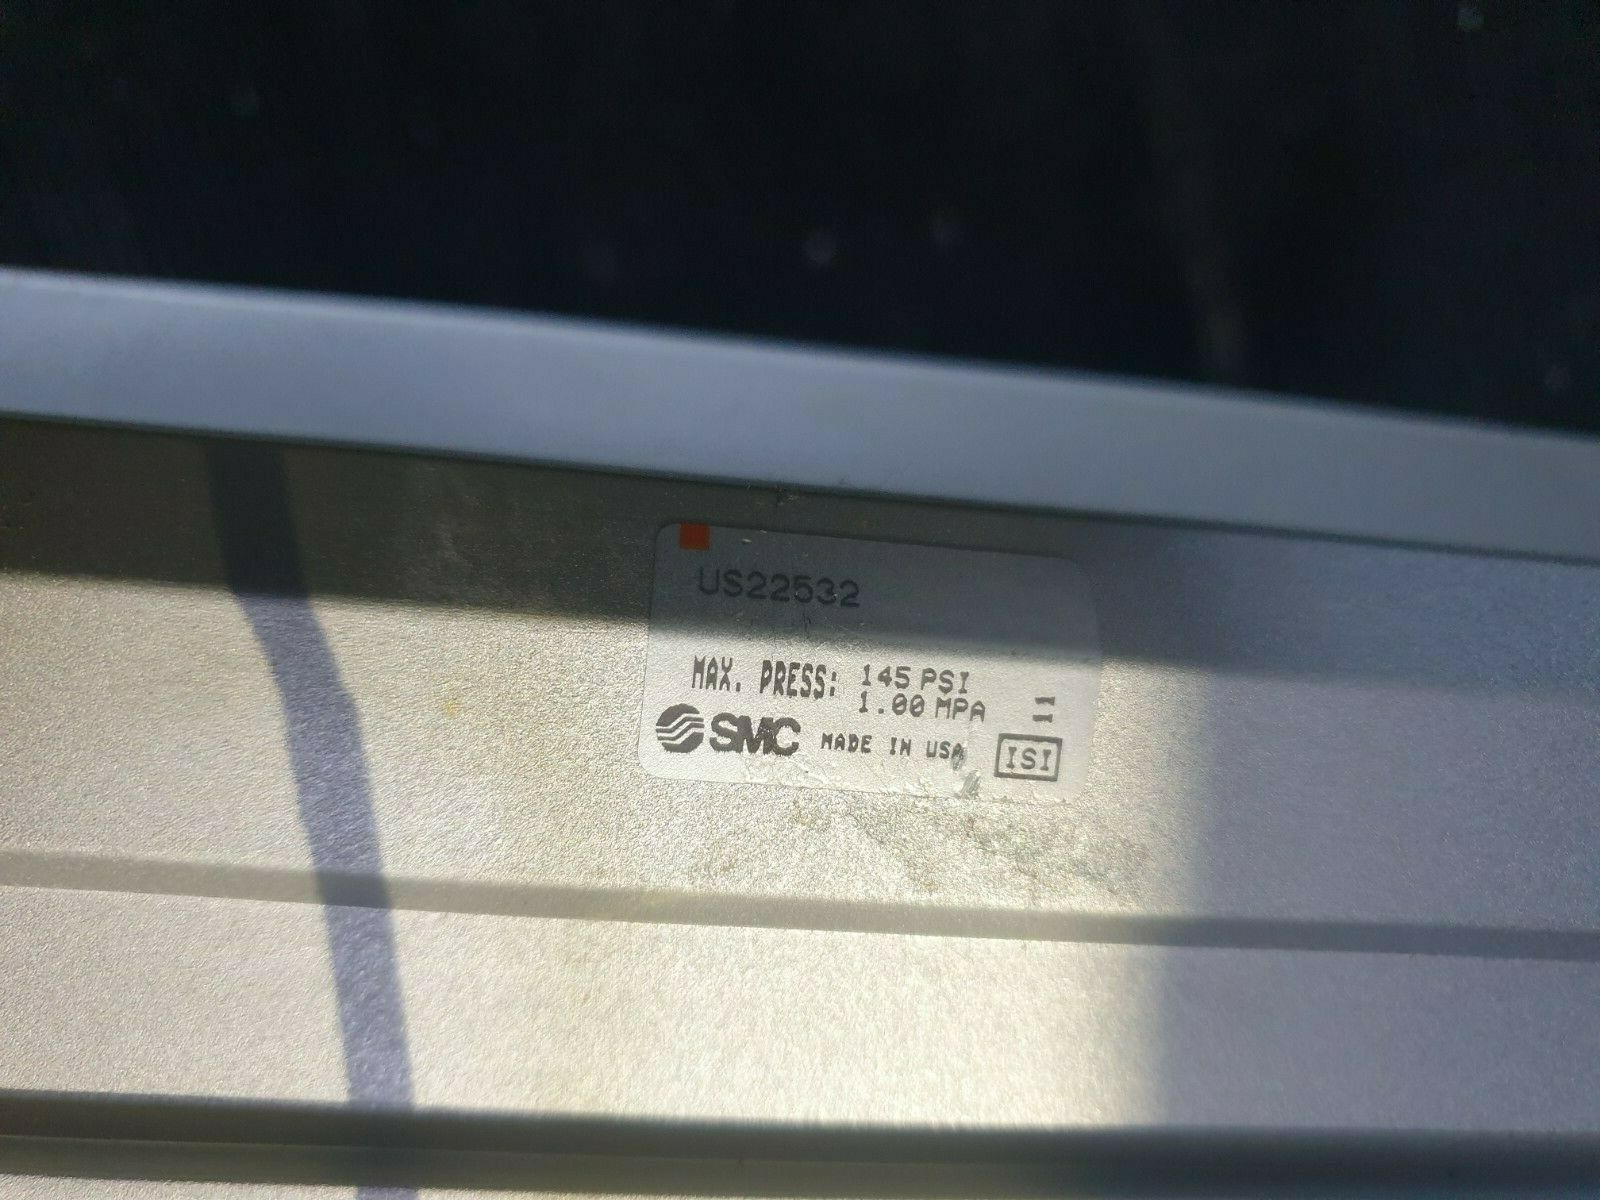 US22532
MAX. PRESS: 145 PSI
1.00 MPA
SMC MADE IN USA ISI